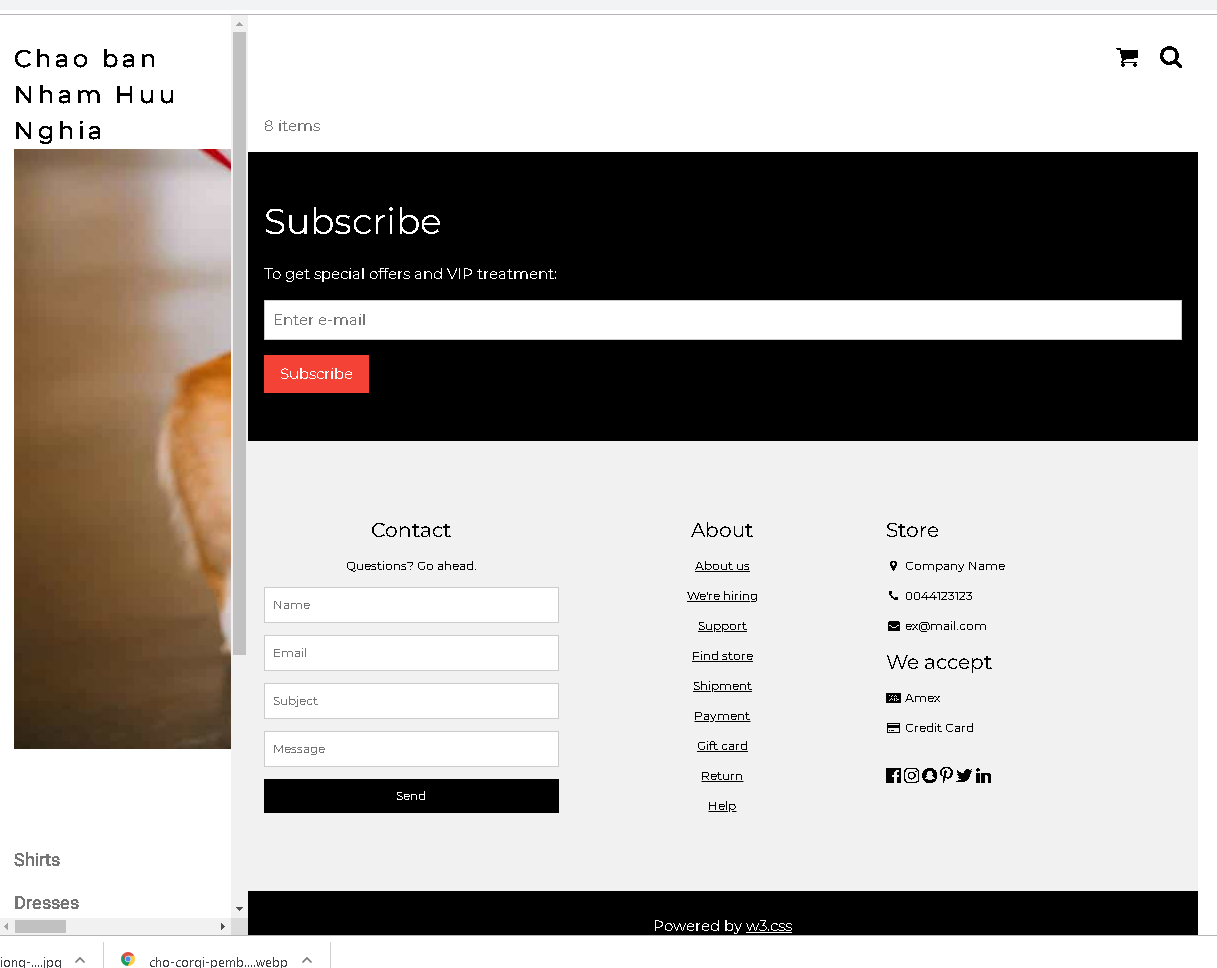 Chao ban
Nham Huu
Nghia
8 items
Subscribe
To get special offers and VIP treatment:
Enter e-mail
Subscribe
Contact
Questions? Go ahead.
Name
Email
Subject
Message
Send
About
About us
We're hiring
Support
Find store
Shipment
Payment
Gift card
Return
Help
Store
Company Name
0044123123
ex@mail.com
We accept
Amex
Credit Card
Shirts
Dresses
Powered by w3.css
iong-....jpg
cho-corgi-pemb....webp